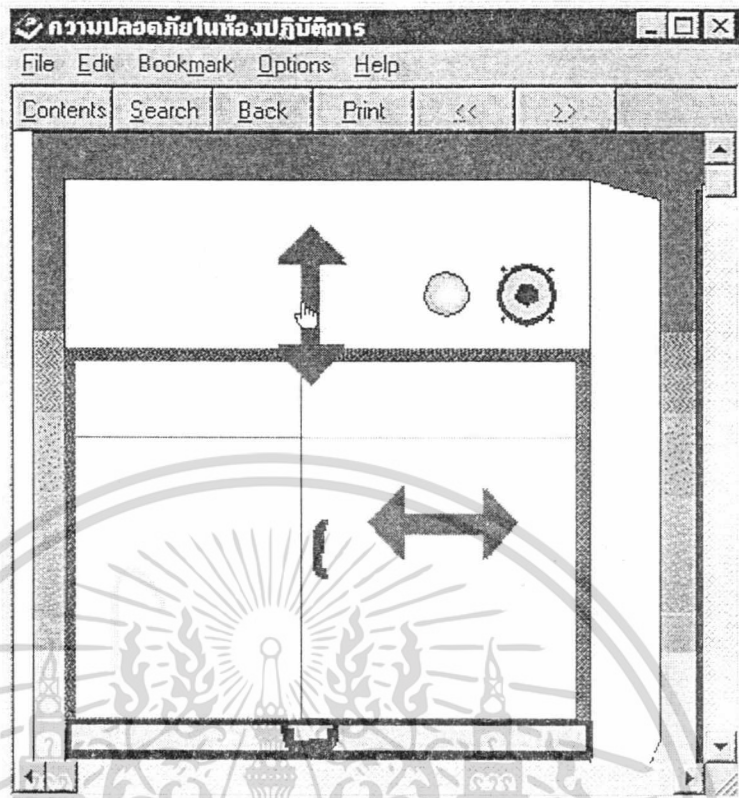 ความปลอดภัยในห้องปฏิบัติการ
File Edit Bookmark Options Help
Contents Search Back Print << >>